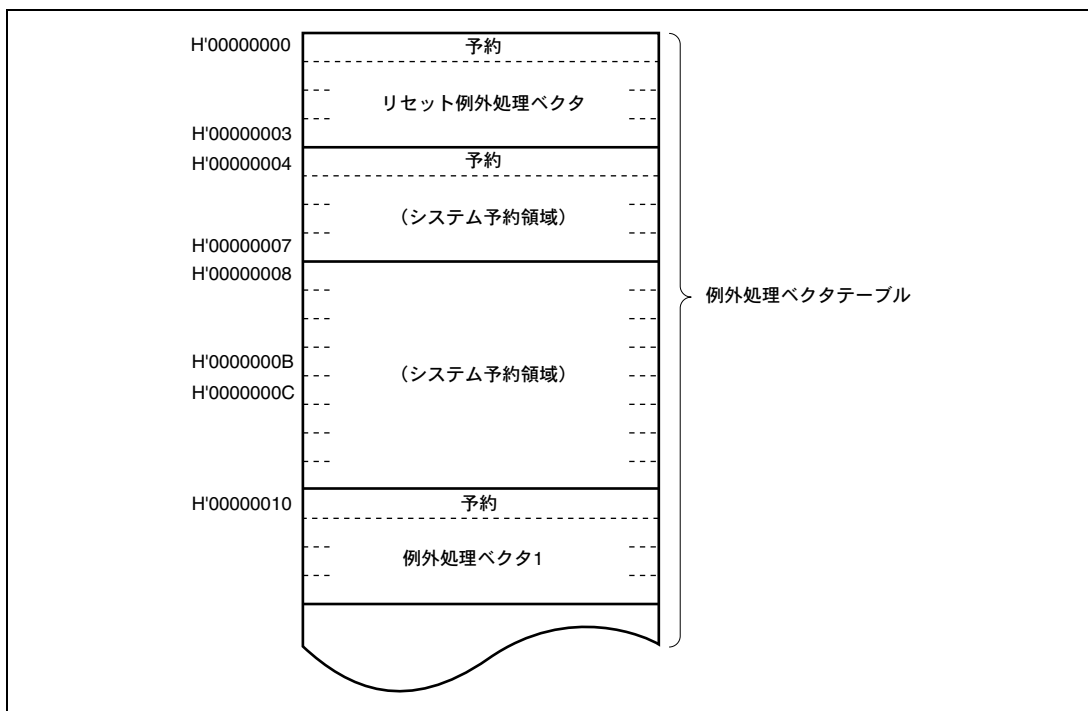 H'00000000 予約
リセット例外処理ベクタ
H'00000003
H'00000004 予約
(システム予約領域)
H'00000007
H'00000008
例外処理ベクタテーブル
H'0000000B
(システム予約領域)
H'0000000C
H'00000010 予約
例外処理ベクタ1